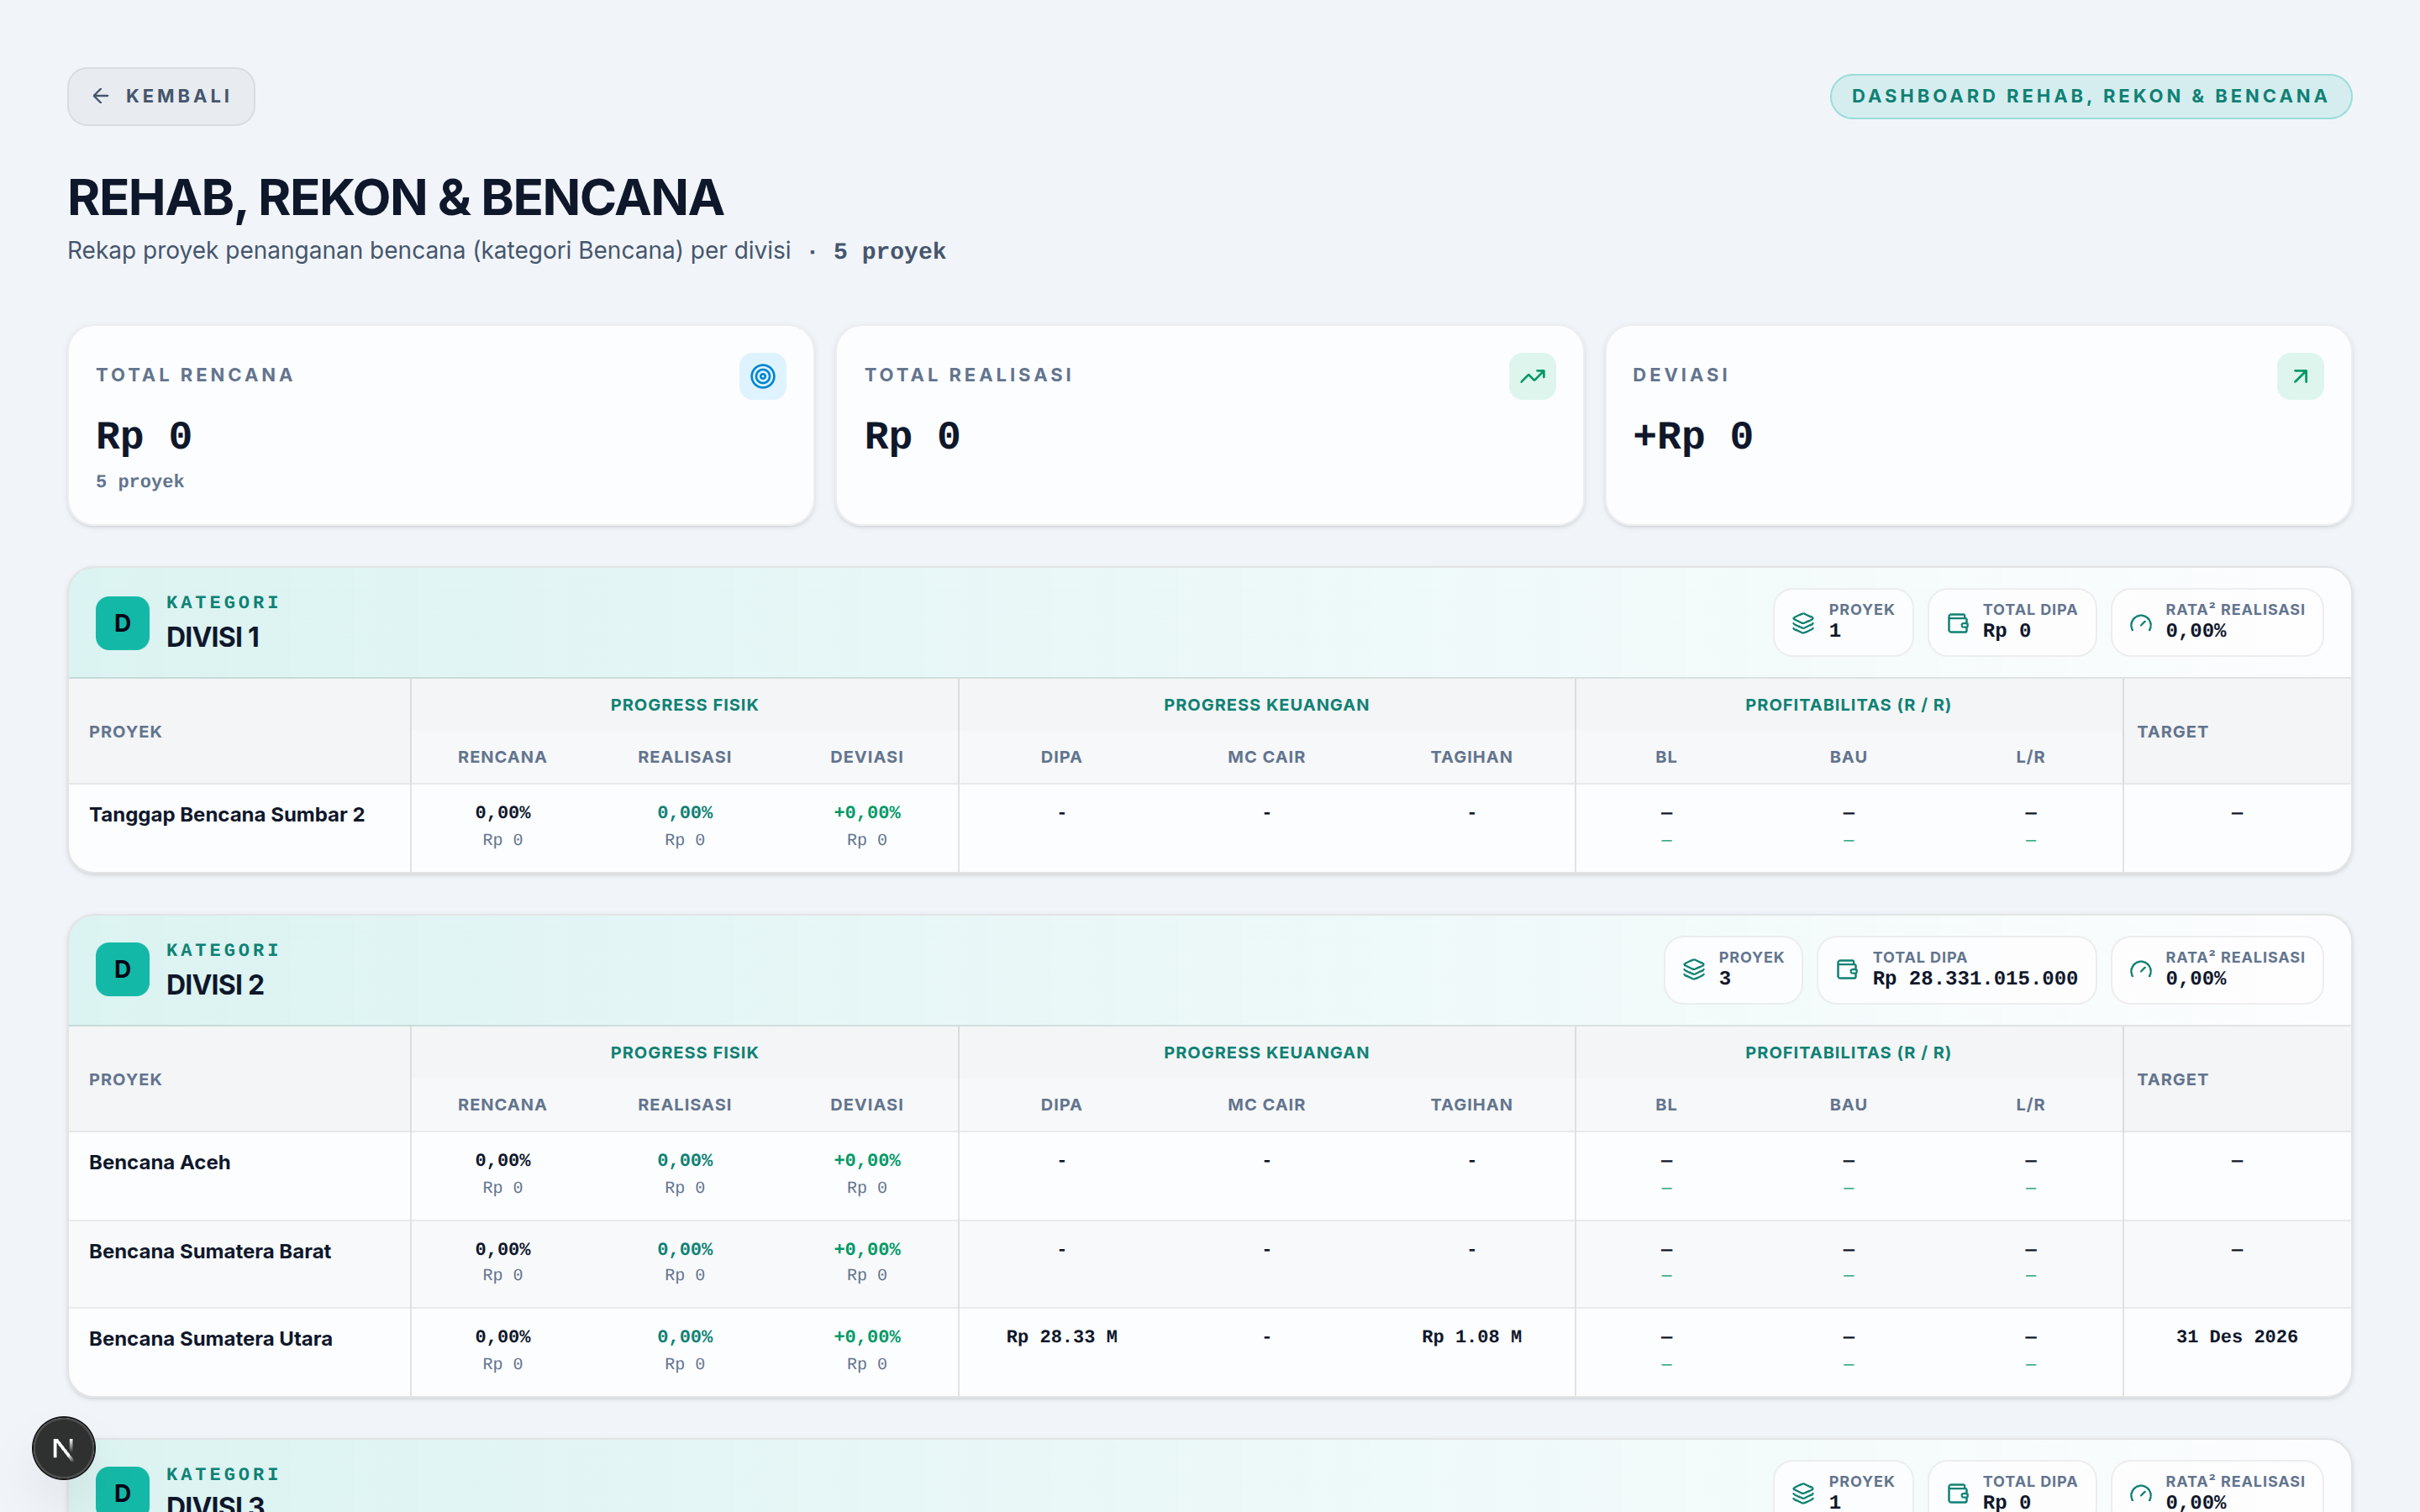 KEMBALI
DASHBOARD REHAB, REKON & BENCANA
REHAB, REKON & BENCANA
Rekap proyek penanganan bencana (kategori Bencana) per divisi · 5 proyek
TOTAL RENCANA
Rp 0
5 proyek
TOTAL REALISASI
Rp 0
DEVIASI
+Rp 0
D
KATEGORI
DIVISI 1
PROYEK
1
TOTAL DIPA
Rp 0
RATA² REALISASI
0,00%
PROYEK PROGRESS FISIK PROGRESS KEUANGAN PROFITABILITAS (R / R) TARGET
RENCANA REALISASI DEVIASI DIPA MC CAIR TAGIHAN BL BAU L/R
Tanggap Bencana Sumbar 2 0,00% 0,00% +0,00% - - - — — — —
Rp 0 Rp 0 Rp 0 — — —
D
KATEGORI
DIVISI 2
PROYEK
3
TOTAL DIPA
Rp 28.331.015.000
RATA² REALISASI
0,00%
PROYEK PROGRESS FISIK PROGRESS KEUANGAN PROFITABILITAS (R / R) TARGET
RENCANA REALISASI DEVIASI DIPA MC CAIR TAGIHAN BL BAU L/R
Bencana Aceh 0,00% 0,00% +0,00% - - - — — — —
Rp 0 Rp 0 Rp 0 — — —
Bencana Sumatera Barat 0,00% 0,00% +0,00% - - - — — — —
Rp 0 Rp 0 Rp 0 — — —
Bencana Sumatera Utara 0,00% 0,00% +0,00% Rp 28.33 M - Rp 1.08 M — — — 31 Des 2026
Rp 0 Rp 0 Rp 0 — — —
N
D
KATEGORI
DIVISI 3
PROYEK
1
TOTAL DIPA
Rp 0
RATA² REALISASI
0,00%